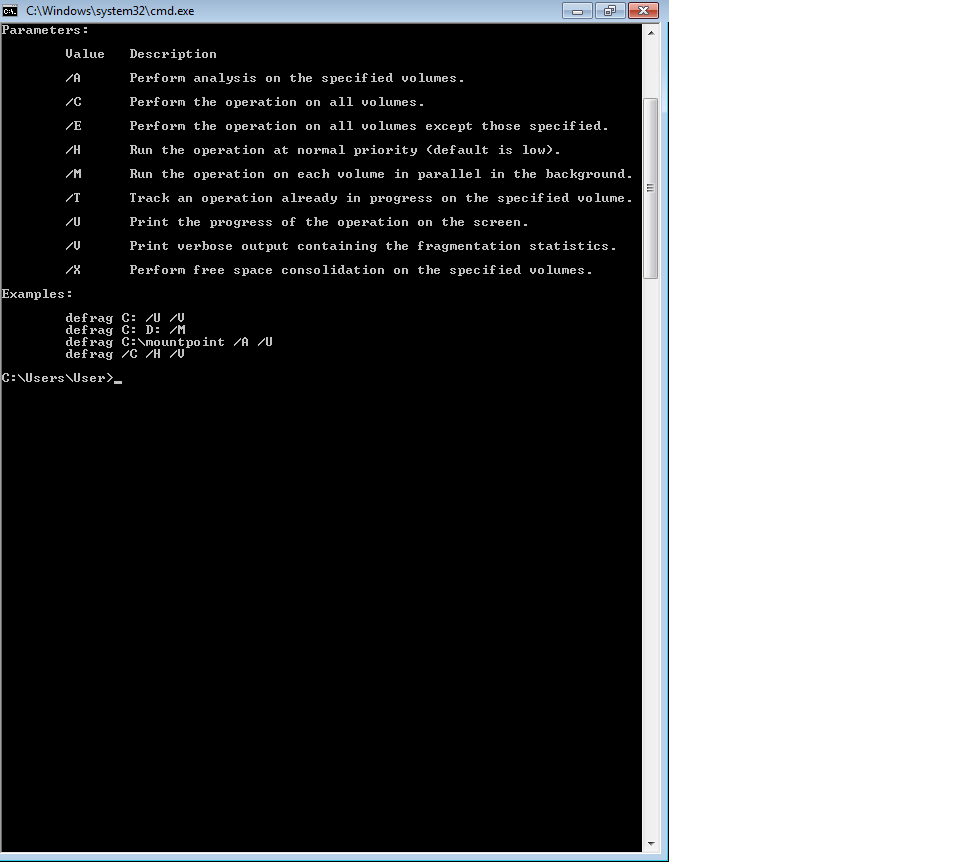 C:\Windows\system32\cmd.exe
Parameters:
Value Description
/A Perform analysis on the specified volumes.
/C Perform the operation on all volumes.
/E Perform the operation on all volumes except those specified.
/H Run the operation at normal priority (default is low).
/M Run the operation on each volume in parallel in the background.
/T Track an operation already in progress on the specified volume.
/U Print the progress of the operation on the screen.
/V Print verbose output containing the fragmentation statistics.
/X Perform free space consolidation on the specified volumes.
Examples:
defrag C: /U /V
defrag C: D: /M
defrag C:\mountpoint /A /U
defrag /C /H /V
C:\Users\User>_